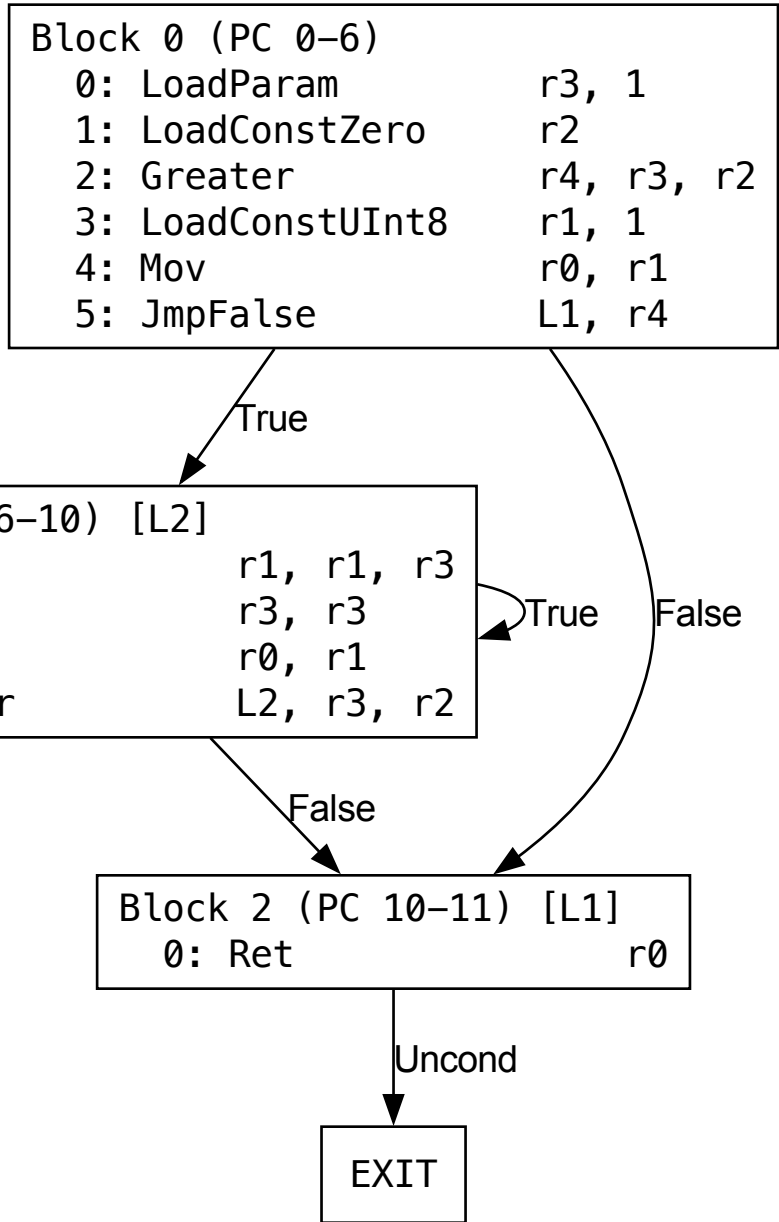 Block 0 (PC 0–6)
0: LoadParam r3, 1
1: LoadConstZero r2
2: Greater r4, r3, r2
3: LoadConstUInt8 r1, 1
4: Mov r0, r1
5: JmpFalse L1, r4
True
6–10) [L2]
r1, r1, r3
r3, r3
True
False
r0, r1
r L2, r3, r2
False
Block 2 (PC 10–11) [L1]
0: Ret r0
Uncond
EXIT